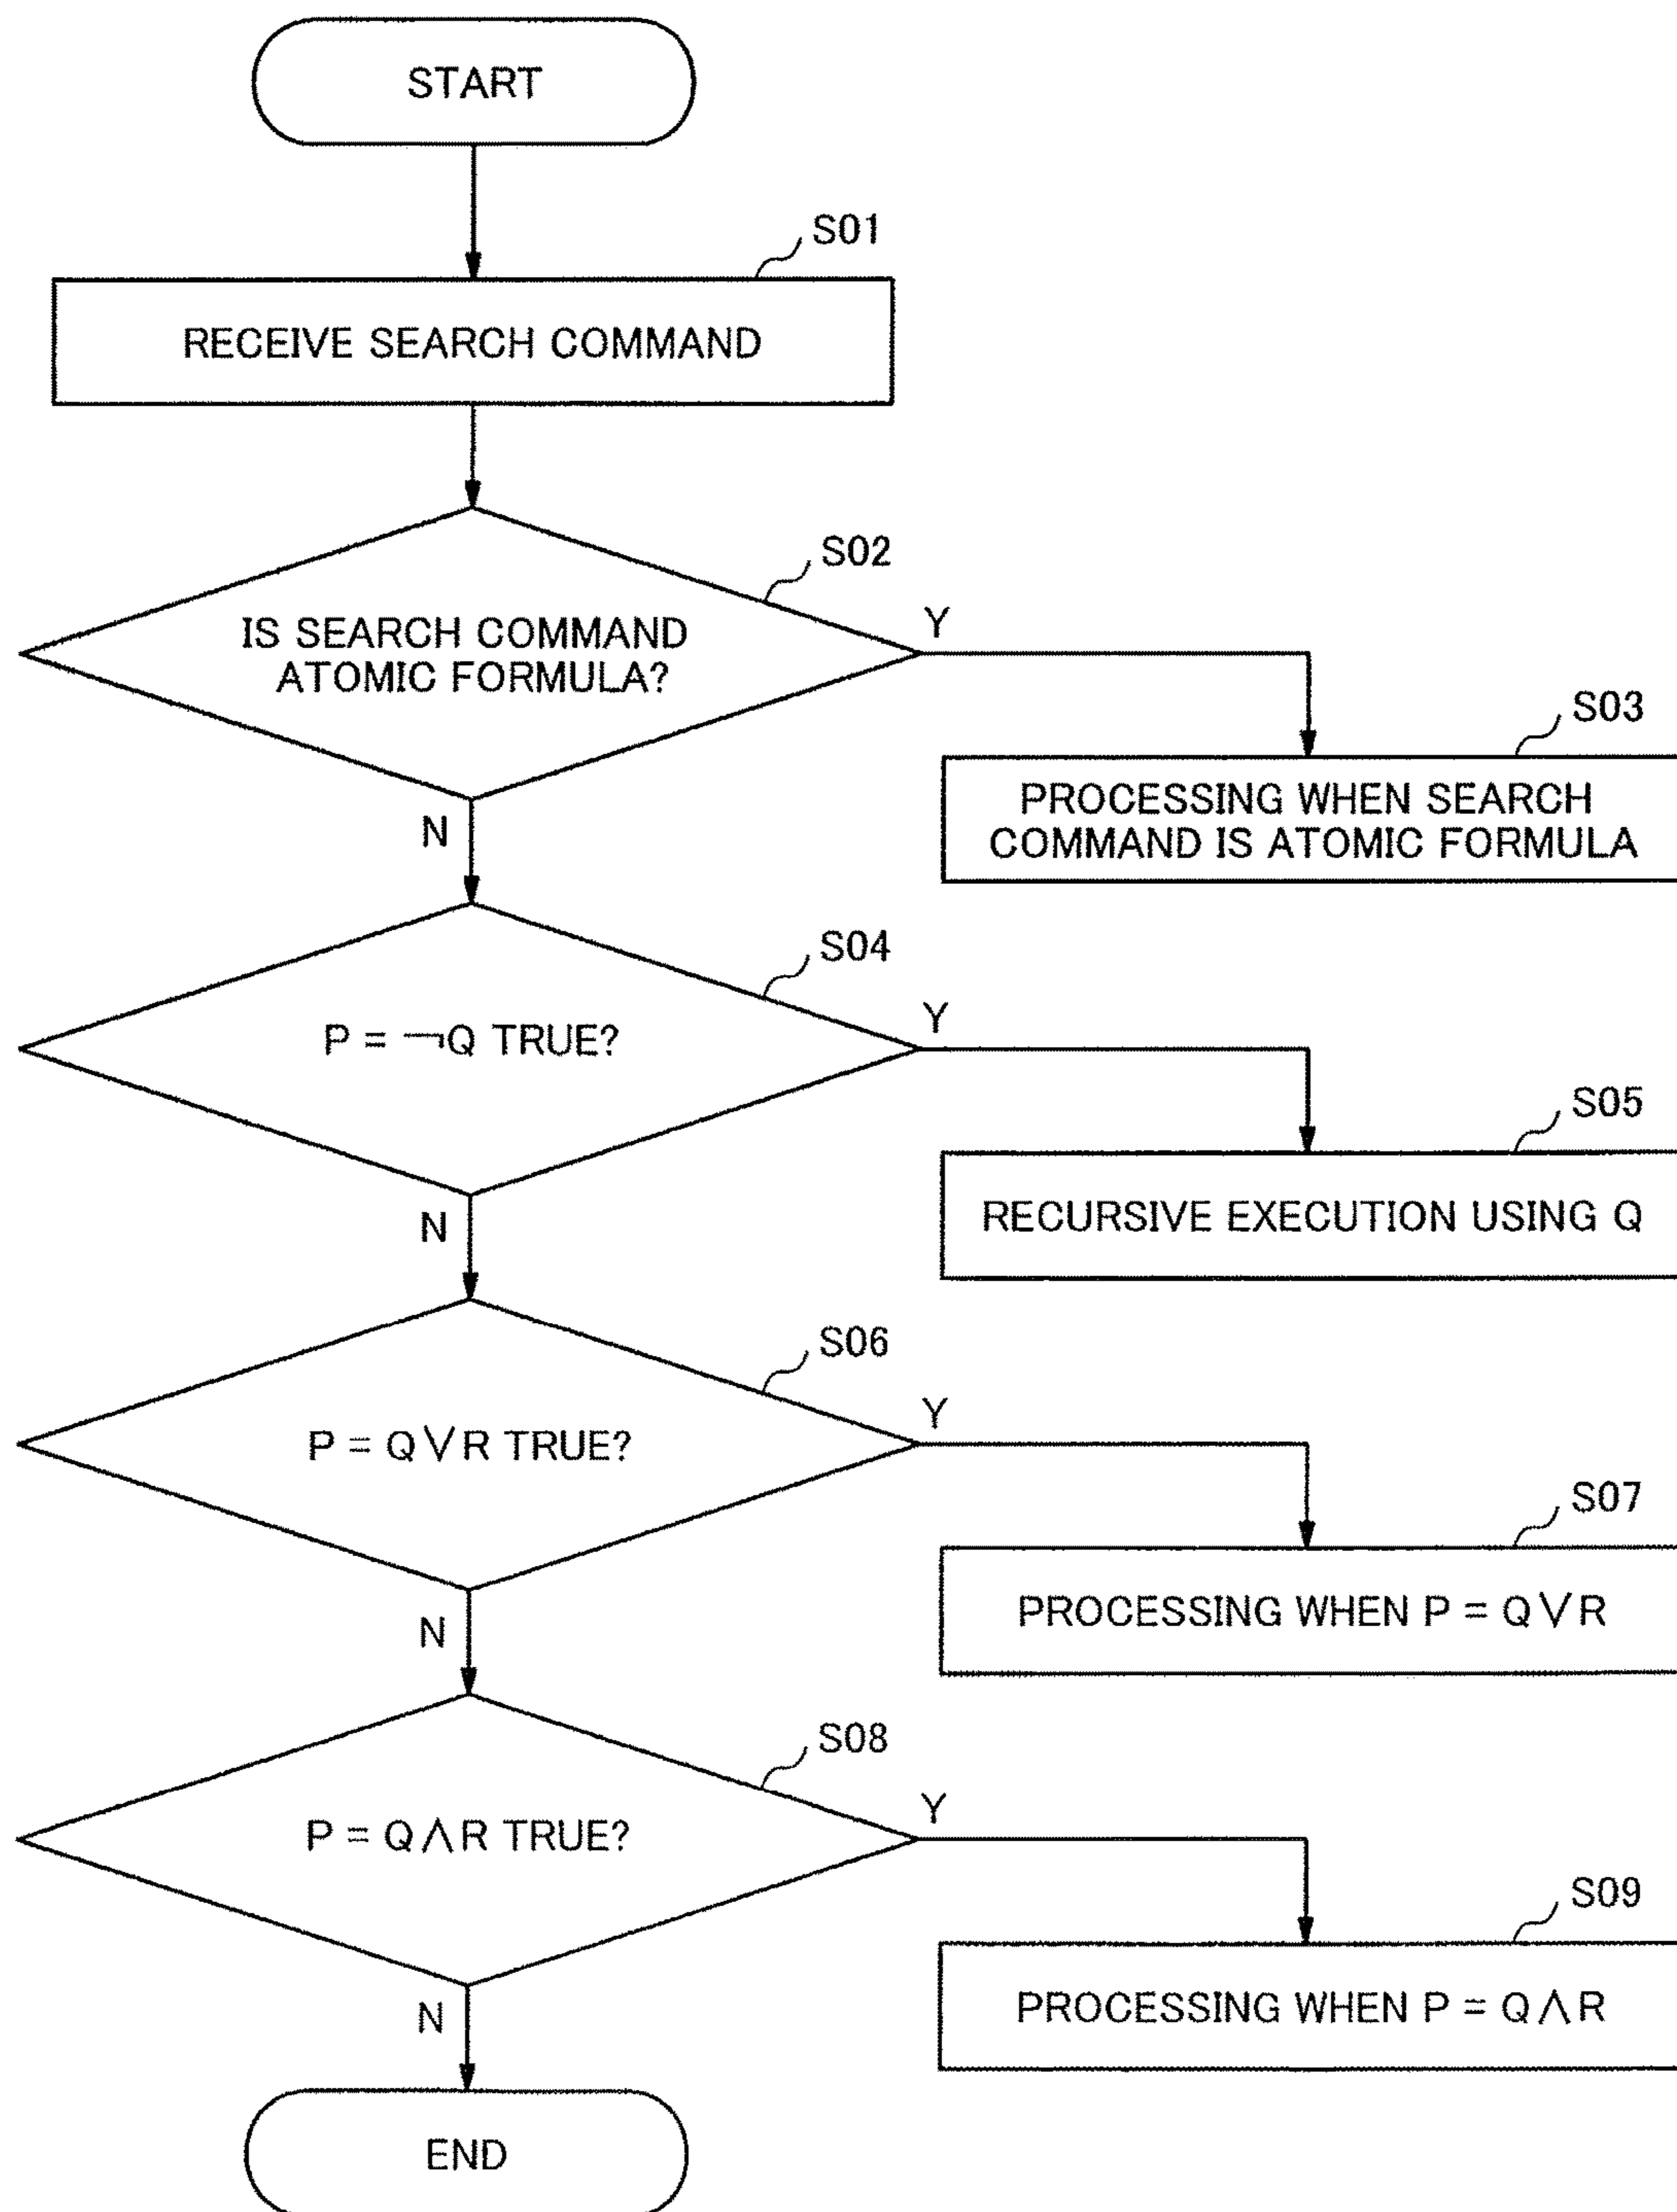 START
S01
RECEIVE SEARCH COMMAND
S02
IS SEARCH COMMAND
ATOMIC FORMULA?
Y
S03
PROCESSING WHEN SEARCH
COMMAND IS ATOMIC FORMULA
N
S04
P = ¬Q TRUE?
Y
S05
RECURSIVE EXECUTION USING Q
N
S06
P = Q∨R TRUE?
Y
S07
PROCESSING WHEN P = Q∨R
N
S08
P = Q∧R TRUE?
Y
S09
PROCESSING WHEN P = Q∧R
N
END